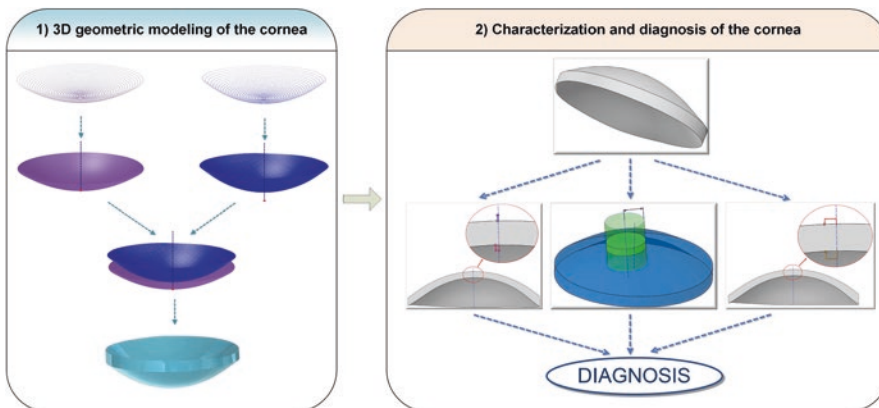 1) 3D geometric modeling of the cornea
2) Characterization and diagnosis of the cornea
DIAGNOSIS